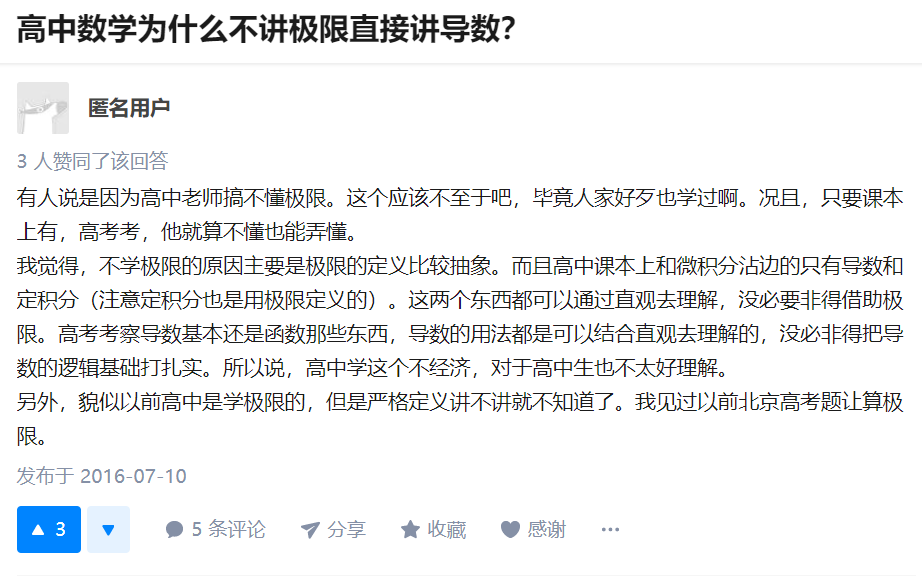 高中数学为什么不讲极限直接讲导数？
匿名用户
3 人赞同了该回答
有人说是因为高中老师搞不懂极限。这个应该不至于吧，毕竟人家好歹也学过啊。况且，只要课本
上有，高考考，他就算不懂也能弄懂。
我觉得，不学极限的原因主要是极限的定义比较抽象。而且高中课本上和微积分沾边的只有导数和
定积分（注意定积分也是用极限定义的）。这两个东西都可以通过直观去理解，没必要非得借助极
限。高考考察导数基本还是函数那些东西，导数的用法都是可以结合直观去理解的，没必非得把导
数的逻辑基础打扎实。所以说，高中学这个不经济，对于高中生也不太好理解。
另外，貌似以前高中是学极限的，但是严格定义讲不讲就不知道了。我见过以前北京高考题让算极
限。
发布于 2016-07-10
3 5 条评论 分享 收藏 感谢